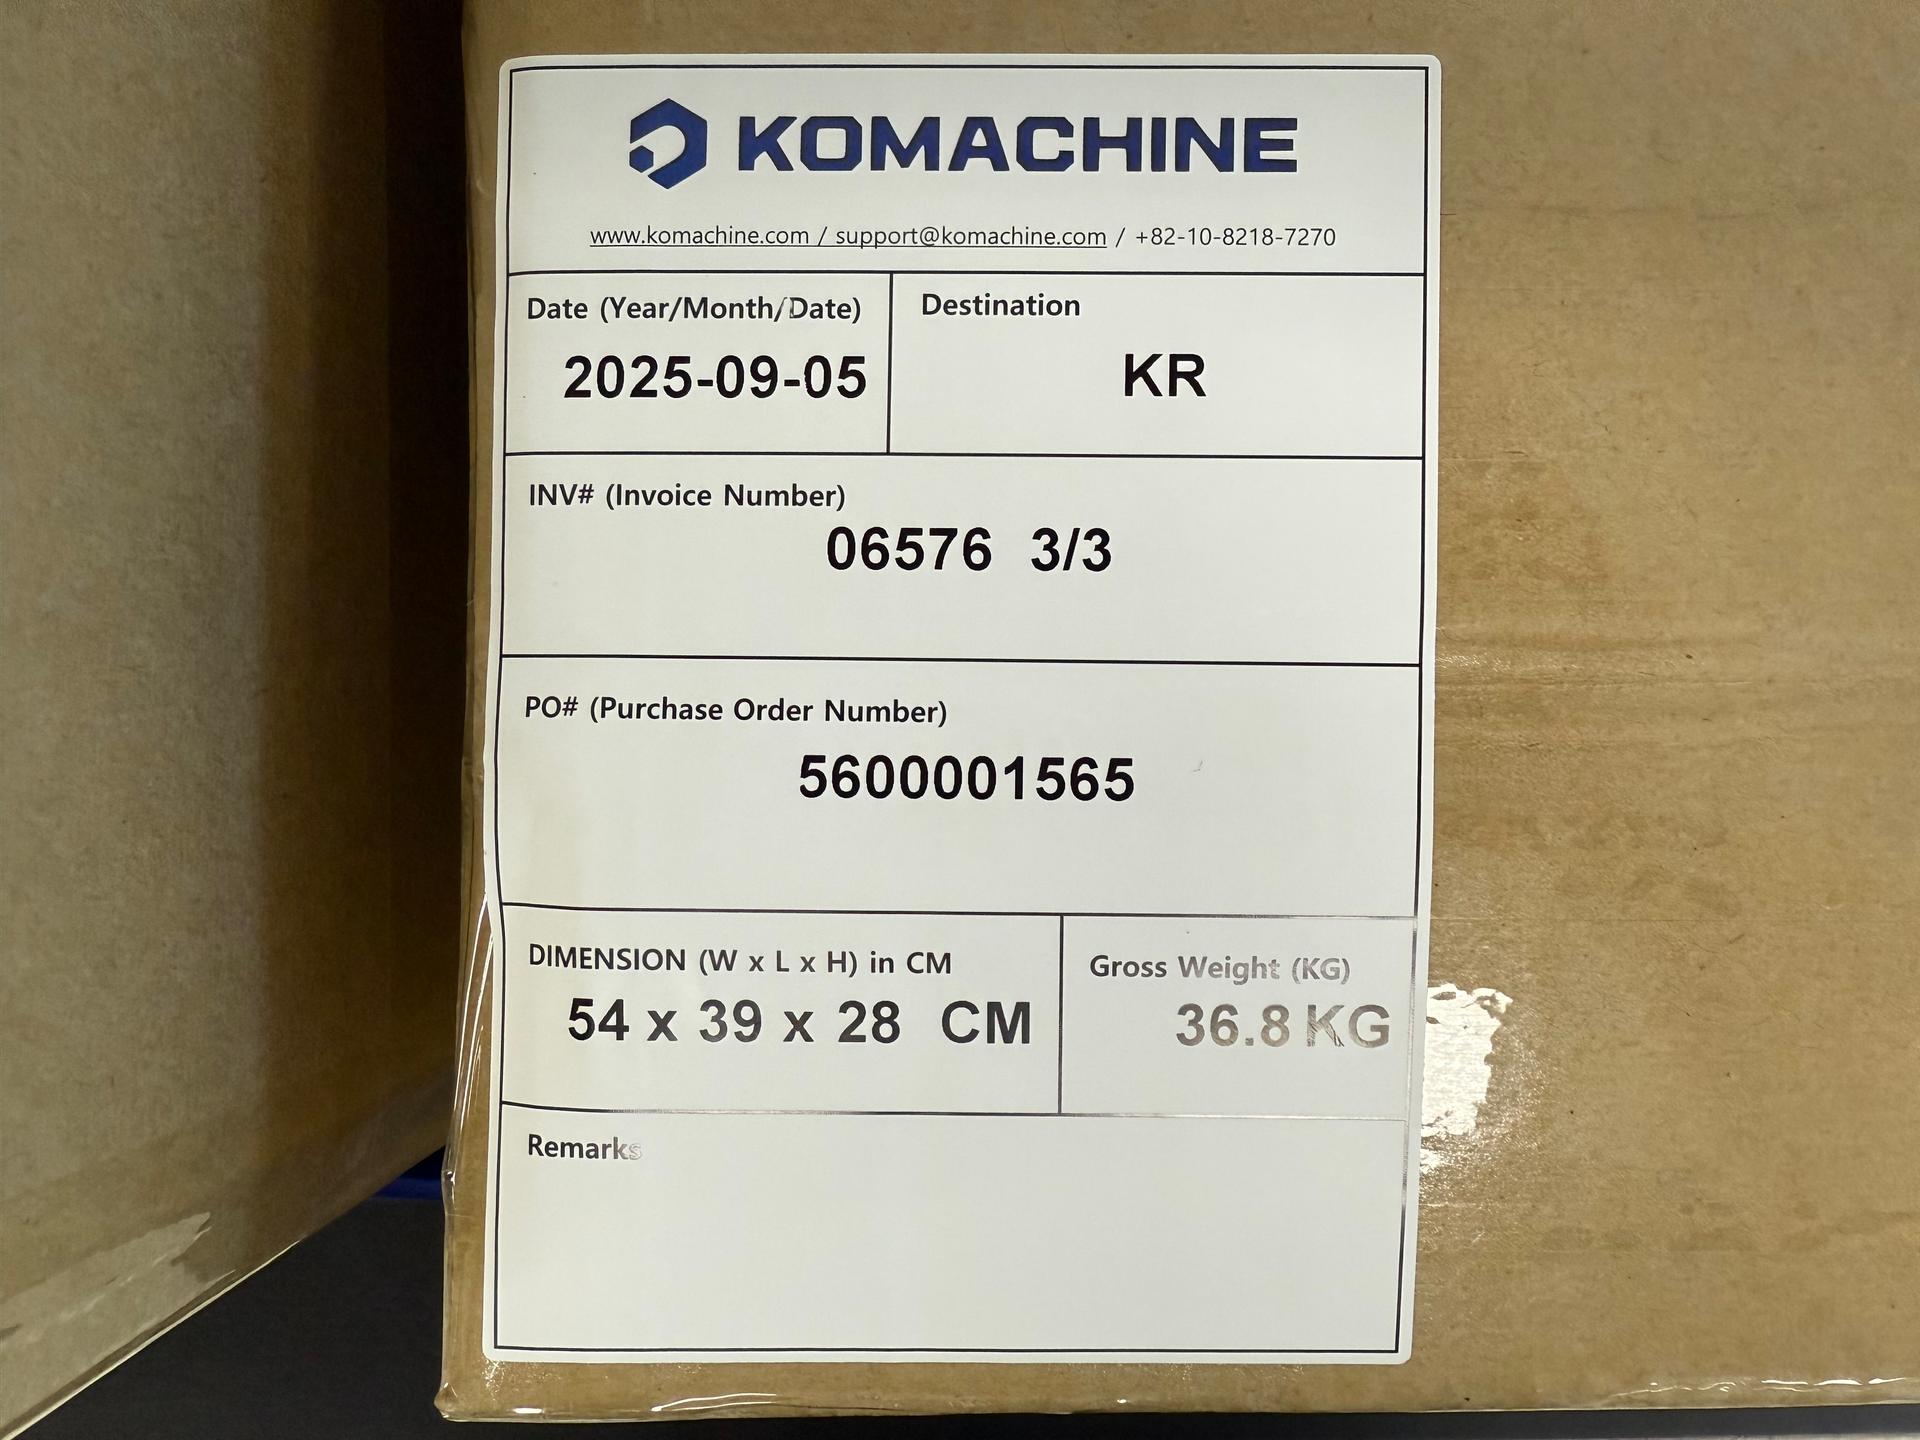 KOMACHINE
www.komachine.com / support@komachine.com / +82-10-8218-7270
Date (Year/Month/Date)
2025-09-05
Destination
KR
INV# (Invoice Number)
06576 3/3
PO# (Purchase Order Number)
5600001565
DIMENSION (W x L x H) in CM
54 x 39 x 28 CM
Gross Weight (KG)
36.8 KG
Remarks